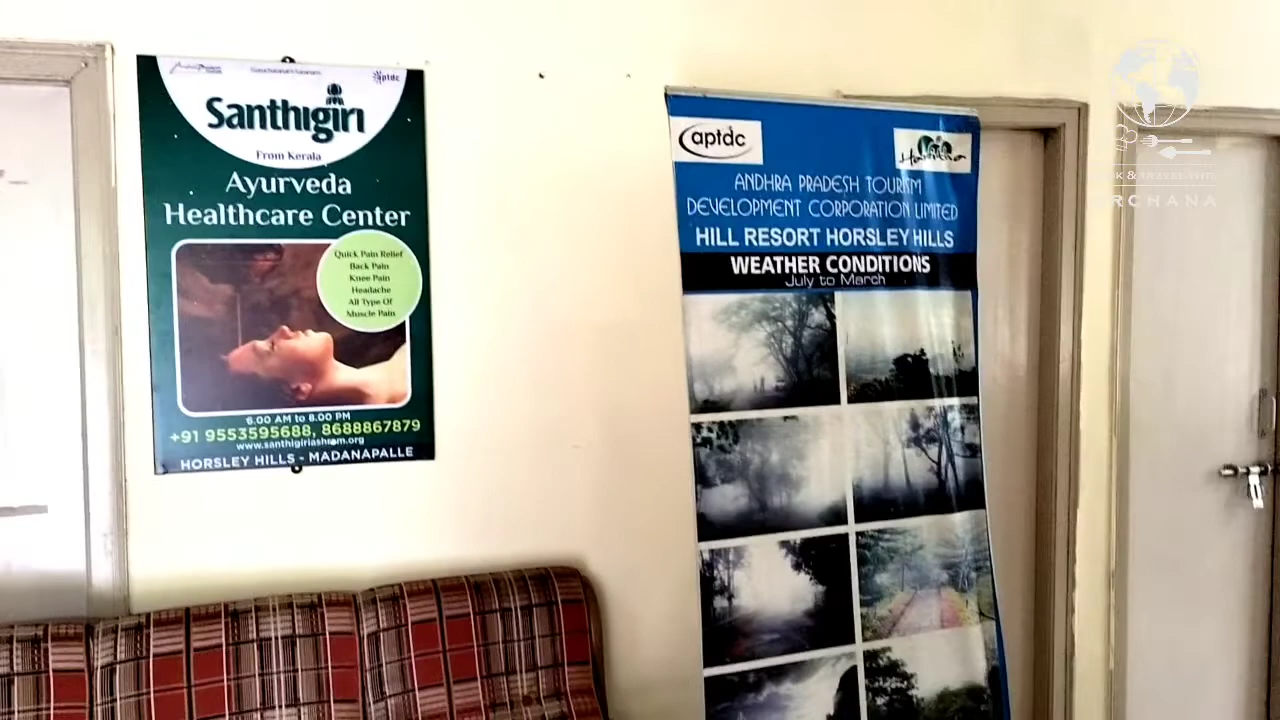 aptdc
Santhigiri
From Kerala
Ayurveda
Healthcare Center
Quick Pain Relief
Back Pain
Knee Pain
Headache
All Type Of
Muscle Pain
6.00 AM to 8.00 PM
+91 9553595688, 8688867879
www.santhigiriashram.org
HORSLEY HILLS - MADANAPALLE
aptdc
Haritha
ANDHRA PRADESH TOURISM
DEVELOPMENT CORPORATION LIMITED
HILL RESORT HORSLEY HILLS
WEATHER CONDITIONS
July to March
ARCHANA